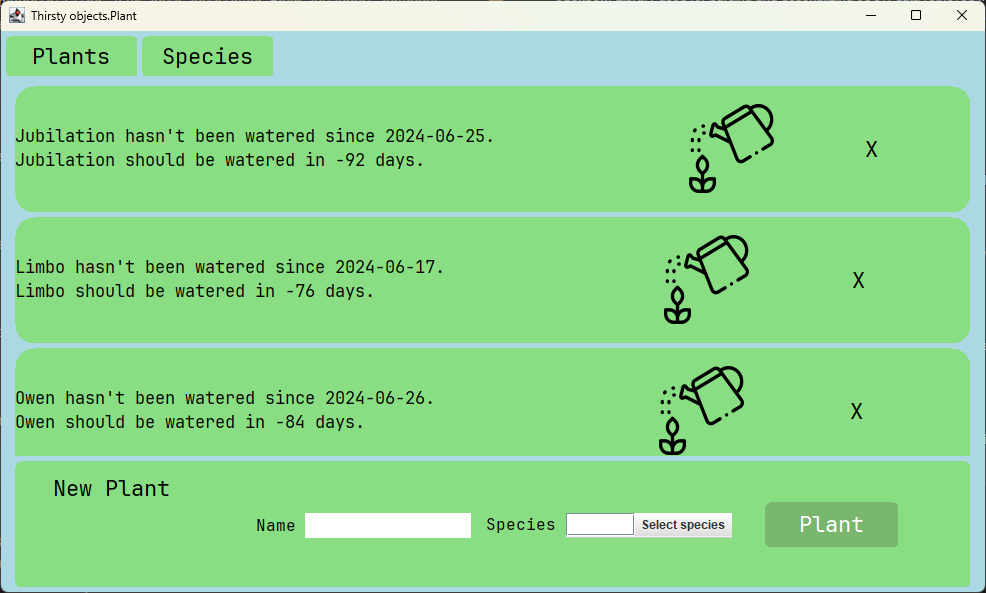 Thirsty objects.Plant
Plants Species
Jubilation hasn't been watered since 2024-06-25.
Jubilation should be watered in -92 days.
X
Limbo hasn't been watered since 2024-06-17.
Limbo should be watered in -76 days.
X
Owen hasn't been watered since 2024-06-26.
Owen should be watered in -84 days.
X
New Plant
Name Species Select species Plant